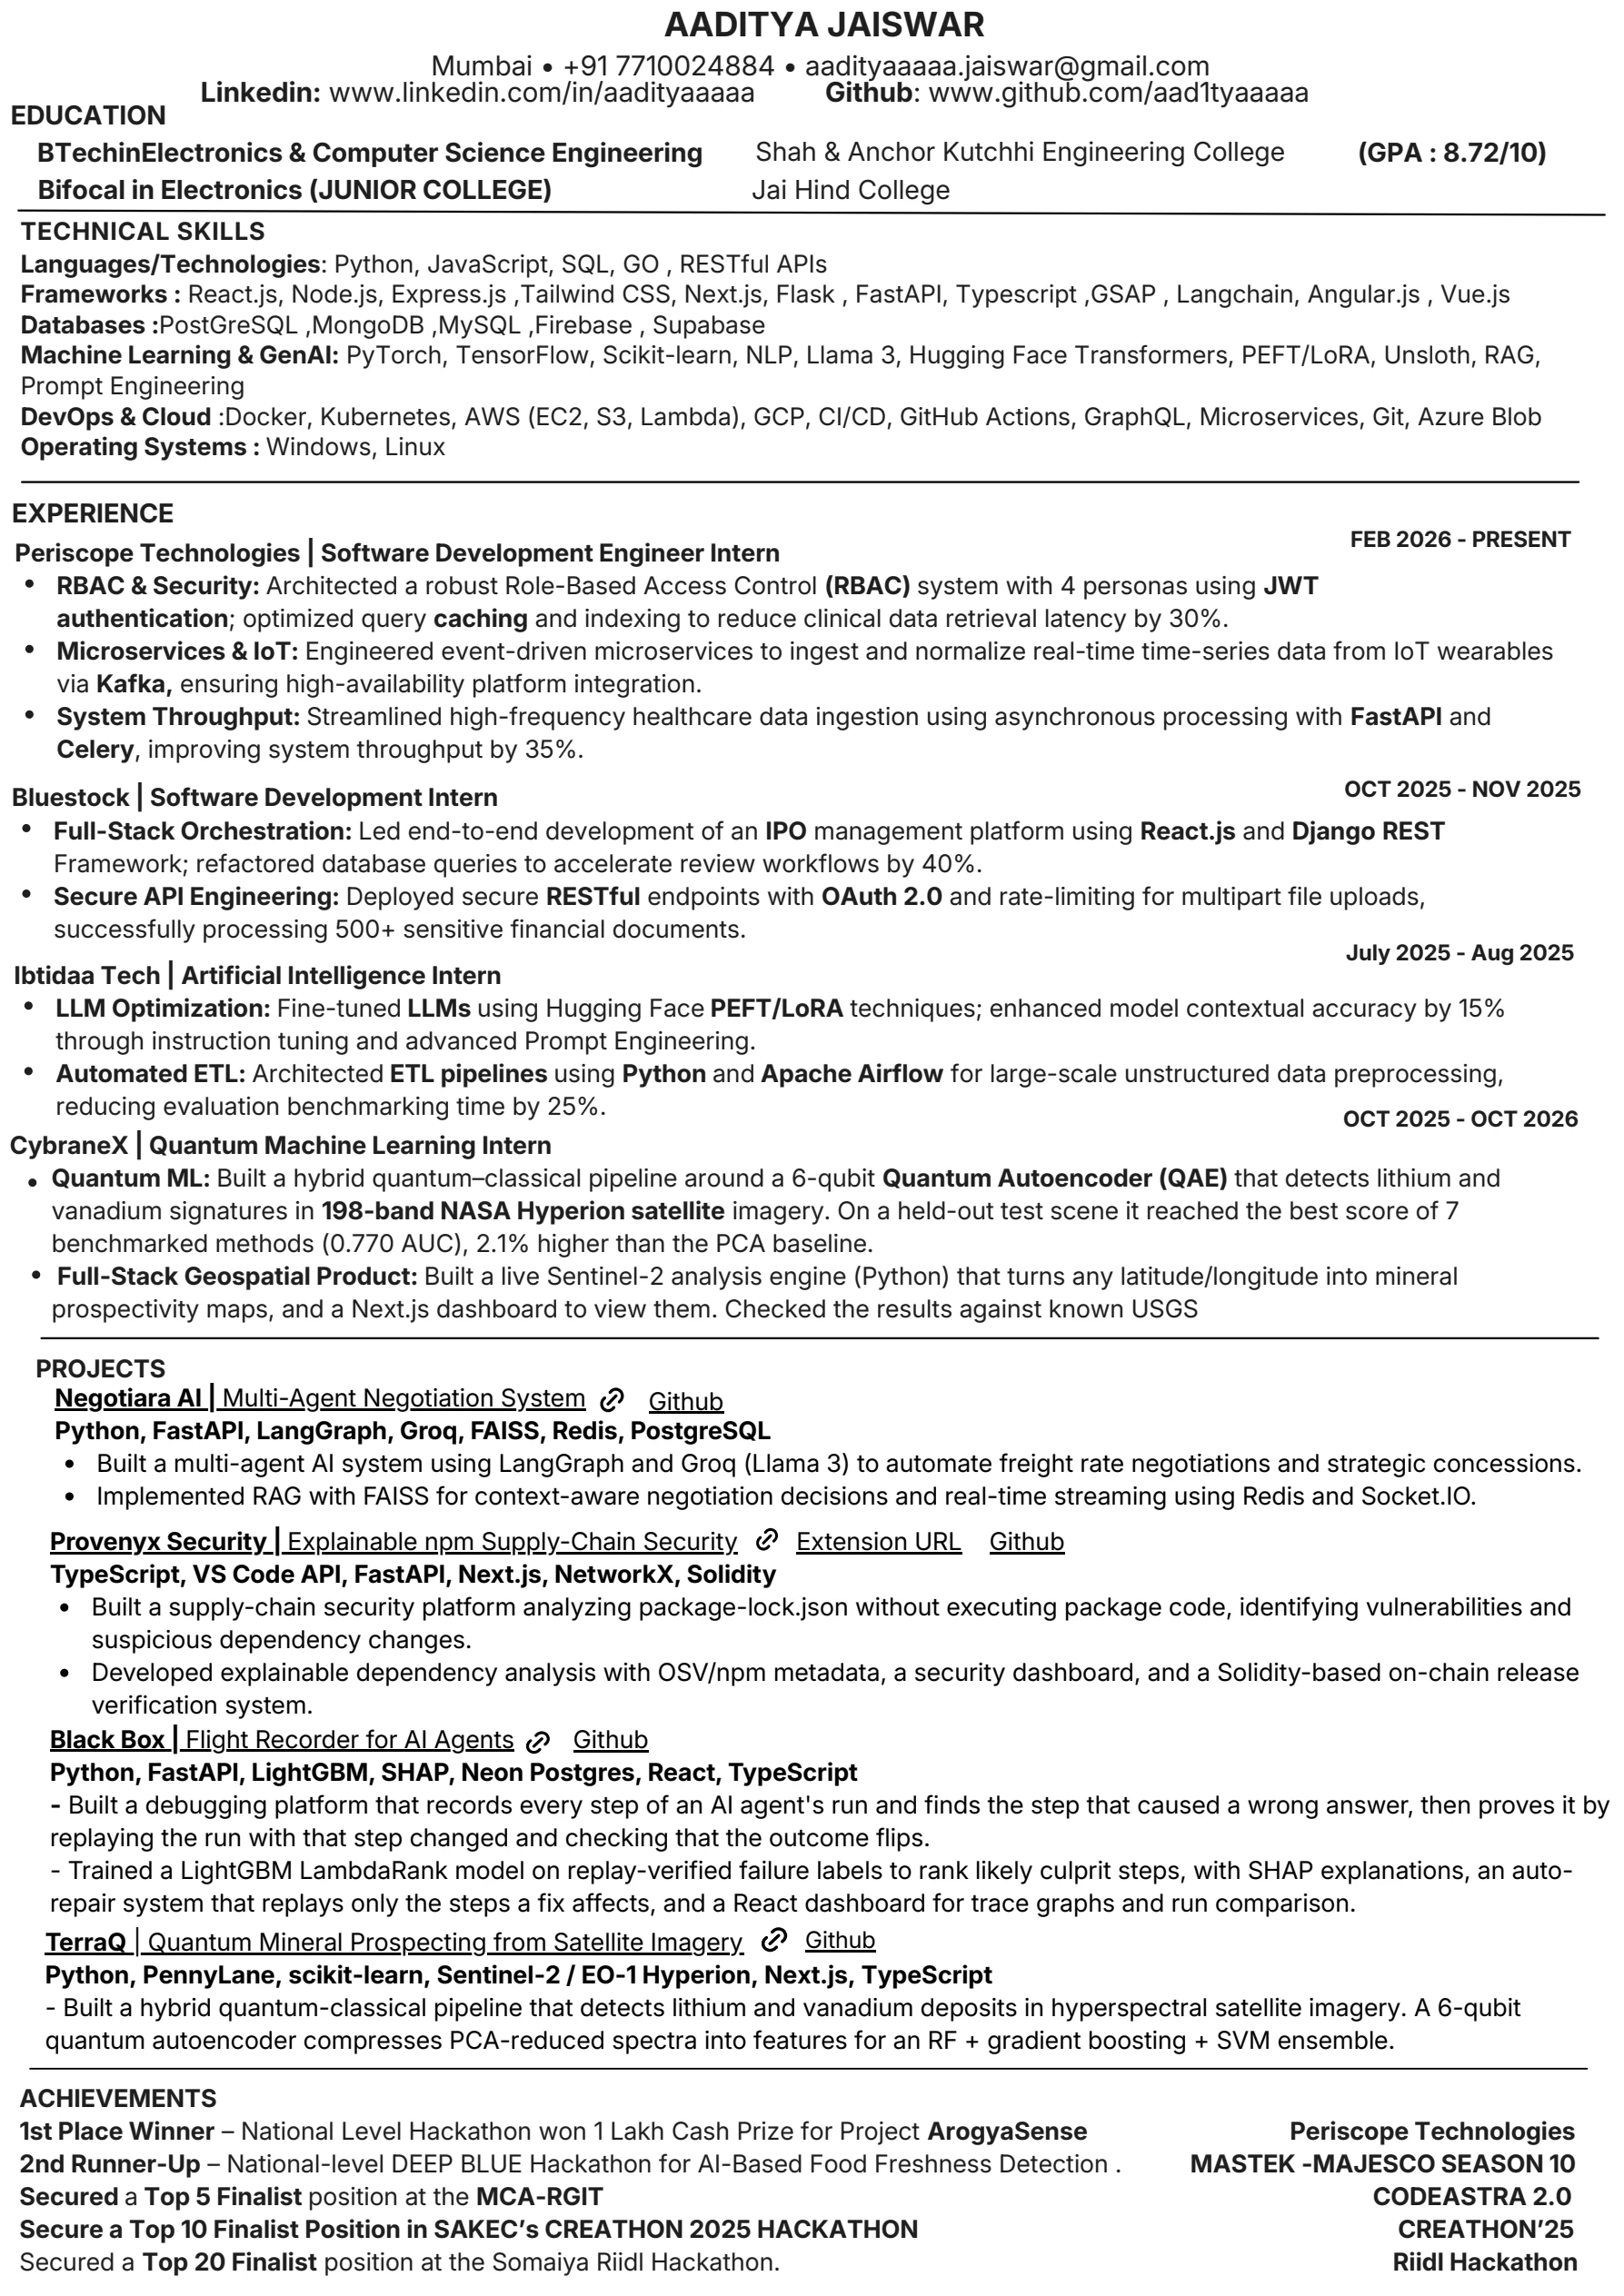 AADITYA JAISWAR
Mumbai • +91 7710024884 • aadityaaaaa.jaiswar@gmail.com
Linkedin: www.linkedin.com/in/aadityaaaaa Github: www.github.com/aad1tyaaaaa
EDUCATION
BTechinElectronics & Computer Science Engineering Shah & Anchor Kutchhi Engineering College (GPA : 8.72/10)
Bifocal in Electronics (JUNIOR COLLEGE) Jai Hind College
TECHNICAL SKILLS
Languages/Technologies: Python, JavaScript, SQL, GO , RESTful APIs
Frameworks : React.js, Node.js, Express.js ,Tailwind CSS, Next.js, Flask , FastAPI, Typescript ,GSAP , Langchain, Angular.js , Vue.js
Databases :PostGreSQL ,MongoDB ,MySQL ,Firebase , Supabase
Machine Learning & GenAI: PyTorch, TensorFlow, Scikit-learn, NLP, Llama 3, Hugging Face Transformers, PEFT/LoRA, Unsloth, RAG,
Prompt Engineering
DevOps & Cloud :Docker, Kubernetes, AWS (EC2, S3, Lambda), GCP, CI/CD, GitHub Actions, GraphQL, Microservices, Git, Azure Blob
Operating Systems : Windows, Linux
EXPERIENCE
Periscope Technologies | Software Development Engineer Intern FEB 2026 - PRESENT
• RBAC & Security: Architected a robust Role-Based Access Control (RBAC) system with 4 personas using JWT
authentication; optimized query caching and indexing to reduce clinical data retrieval latency by 30%.
• Microservices & IoT: Engineered event-driven microservices to ingest and normalize real-time time-series data from IoT wearables
via Kafka, ensuring high-availability platform integration.
• System Throughput: Streamlined high-frequency healthcare data ingestion using asynchronous processing with FastAPI and
Celery, improving system throughput by 35%.
Bluestock | Software Development Intern OCT 2025 - NOV 2025
• Full-Stack Orchestration: Led end-to-end development of an IPO management platform using React.js and Django REST
Framework; refactored database queries to accelerate review workflows by 40%.
• Secure API Engineering: Deployed secure RESTful endpoints with OAuth 2.0 and rate-limiting for multipart file uploads,
successfully processing 500+ sensitive financial documents.
Ibtidaa Tech | Artificial Intelligence Intern July 2025 - Aug 2025
• LLM Optimization: Fine-tuned LLMs using Hugging Face PEFT/LoRA techniques; enhanced model contextual accuracy by 15%
through instruction tuning and advanced Prompt Engineering.
• Automated ETL: Architected ETL pipelines using Python and Apache Airflow for large-scale unstructured data preprocessing,
reducing evaluation benchmarking time by 25%.
CybraneX | Quantum Machine Learning Intern OCT 2025 - OCT 2026
• Quantum ML: Built a hybrid quantum–classical pipeline around a 6-qubit Quantum Autoencoder (QAE) that detects lithium and
vanadium signatures in 198-band NASA Hyperion satellite imagery. On a held-out test scene it reached the best score of 7
benchmarked methods (0.770 AUC), 2.1% higher than the PCA baseline.
• Full-Stack Geospatial Product: Built a live Sentinel-2 analysis engine (Python) that turns any latitude/longitude into mineral
prospectivity maps, and a Next.js dashboard to view them. Checked the results against known USGS
PROJECTS
Negotiara AI | Multi-Agent Negotiation System Github
Python, FastAPI, LangGraph, Groq, FAISS, Redis, PostgreSQL
• Built a multi-agent AI system using LangGraph and Groq (Llama 3) to automate freight rate negotiations and strategic concessions.
• Implemented RAG with FAISS for context-aware negotiation decisions and real-time streaming using Redis and Socket.IO.
Provenyx Security | Explainable npm Supply-Chain Security Extension URL Github
TypeScript, VS Code API, FastAPI, Next.js, NetworkX, Solidity
• Built a supply-chain security platform analyzing package-lock.json without executing package code, identifying vulnerabilities and
suspicious dependency changes.
• Developed explainable dependency analysis with OSV/npm metadata, a security dashboard, and a Solidity-based on-chain release
verification system.
Black Box | Flight Recorder for AI Agents Github
Python, FastAPI, LightGBM, SHAP, Neon Postgres, React, TypeScript
- Built a debugging platform that records every step of an AI agent's run and finds the step that caused a wrong answer, then proves it by
replaying the run with that step changed and checking that the outcome flips.
- Trained a LightGBM LambdaRank model on replay-verified failure labels to rank likely culprit steps, with SHAP explanations, an auto-
repair system that replays only the steps a fix affects, and a React dashboard for trace graphs and run comparison.
TerraQ | Quantum Mineral Prospecting from Satellite Imagery Github
Python, PennyLane, scikit-learn, Sentinel-2 / EO-1 Hyperion, Next.js, TypeScript
- Built a hybrid quantum-classical pipeline that detects lithium and vanadium deposits in hyperspectral satellite imagery. A 6-qubit
quantum autoencoder compresses PCA-reduced spectra into features for an RF + gradient boosting + SVM ensemble.
ACHIEVEMENTS
1st Place Winner – National Level Hackathon won 1 Lakh Cash Prize for Project ArogyaSense Periscope Technologies
2nd Runner-Up – National-level DEEP BLUE Hackathon for AI-Based Food Freshness Detection . MASTEK -MAJESCO SEASON 10
Secured a Top 5 Finalist position at the MCA-RGIT CODEASTRA 2.0
Secure a Top 10 Finalist Position in SAKEC’s CREATHON 2025 HACKATHON CREATHON’25
Secured a Top 20 Finalist position at the Somaiya Riidl Hackathon. Riidl Hackathon